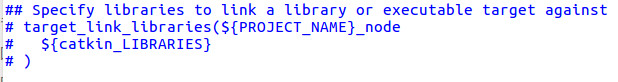 ## Specify libraries to link a library or executable target against
# target_link_libraries(${PROJECT_NAME}_node
#   ${catkin_LIBRARIES}
# )